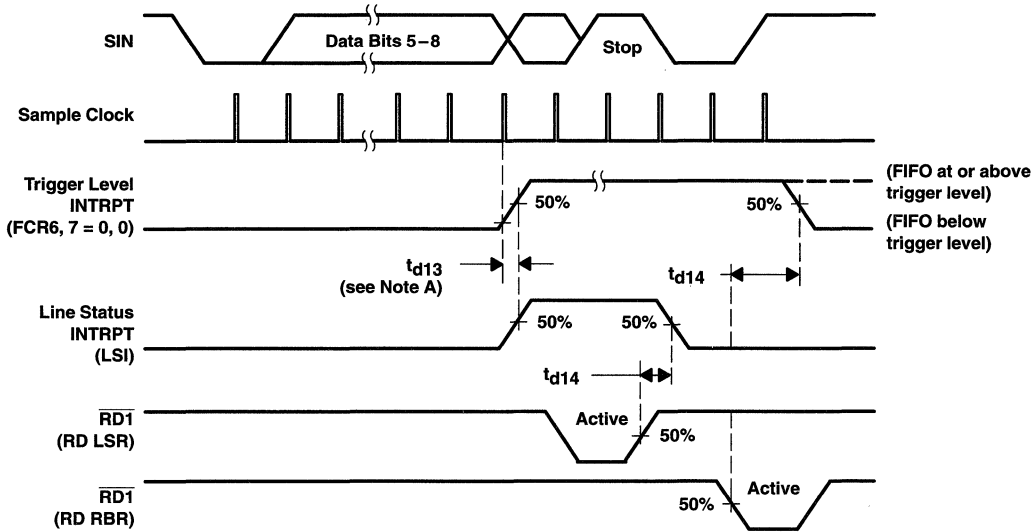 SIN
Data Bits 5–8
Stop
Sample Clock
Trigger Level
INTRPT
(FCR6, 7 = 0, 0)
50%
50%
(FIFO at or above
trigger level)
(FIFO below
trigger level)
td13
(see Note A)
td14
Line Status
INTRPT
(LSI)
50%
50%
td14
RD1
(RD LSR)
Active
50%
RD1
(RD RBR)
50%
Active